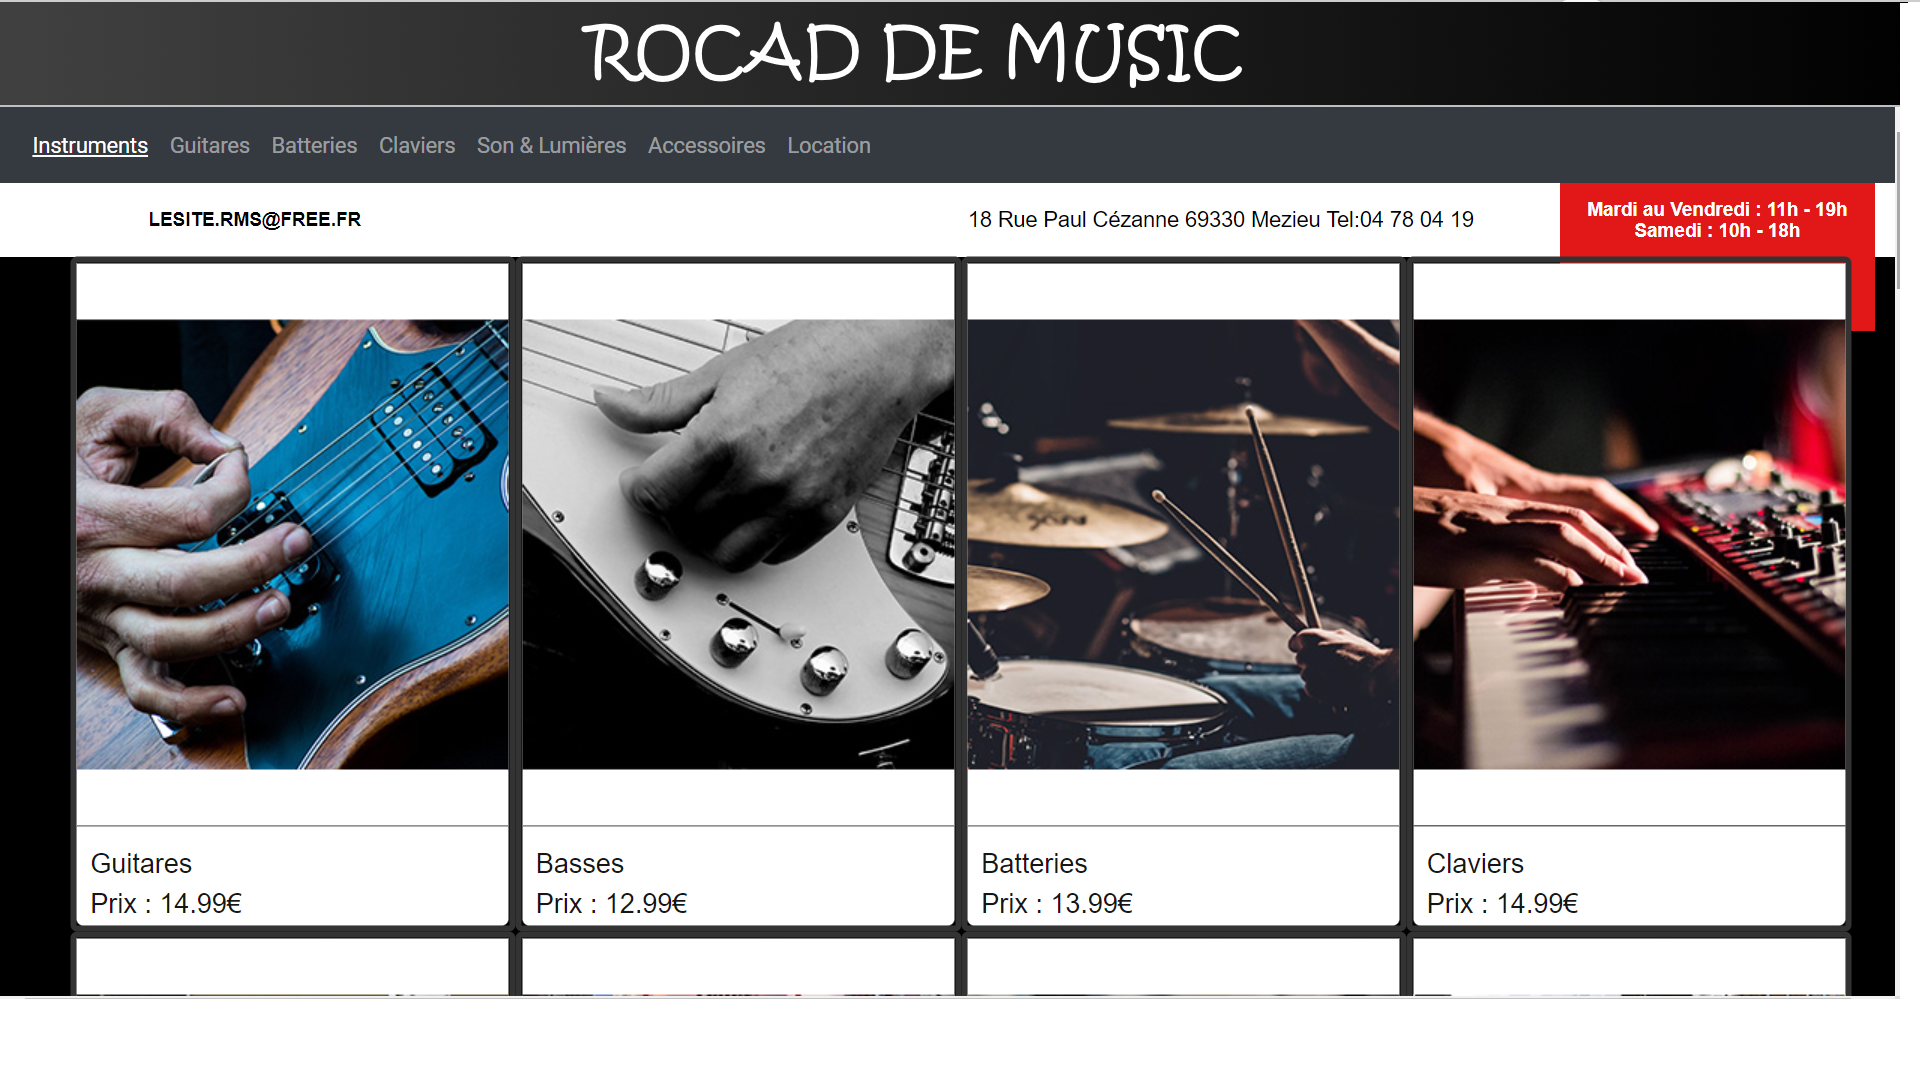 ROCAD DE MUSIC
Instruments Guitares Batteries Claviers Son & Lumières Accessoires Location
LESITE.RMS@FREE.FR
18 Rue Paul Cézanne 69330 Mezieu Tel:04 78 04 19
Mardi au Vendredi : 11h - 19h
Samedi : 10h - 18h
Guitares
Prix : 14.99€
Basses
Prix : 12.99€
Batteries
Prix : 13.99€
Claviers
Prix : 14.99€